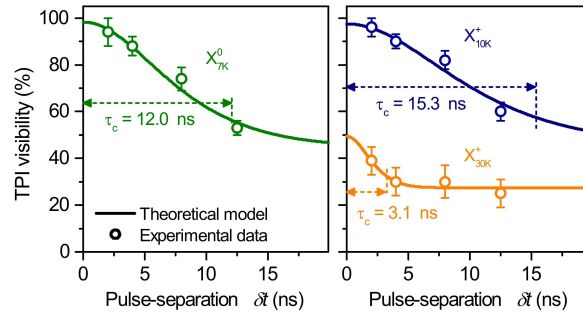 TPI visibility (%)
100
80
60
40
20
0
X⁰ 7K
τc = 12.0 ns
Theoretical model
Experimental data
0 5 10 15
Pulse-separation δt (ns)
X⁺ 10K
τc = 15.3 ns
X⁺ 30K
τc = 3.1 ns
0 5 10 15
Pulse-separation δt (ns)